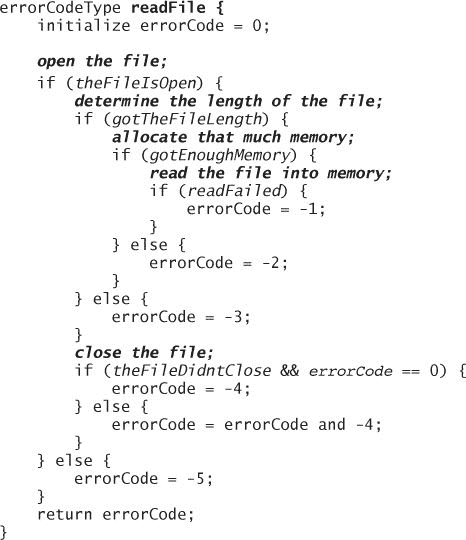 errorCodeType readFile {
    initialize errorCode = 0;

    open the file;
    if (theFileIsOpen) {
        determine the length of the file;
        if (gotTheFileLength) {
            allocate that much memory;
            if (gotEnoughMemory) {
                read the file into memory;
                if (readFailed) {
                    errorCode = -1;
                }
            } else {
                errorCode = -2;
            }
        } else {
            errorCode = -3;
        }
        close the file;
        if (theFileDidntClose && errorCode == 0) {
            errorCode = -4;
        } else {
            errorCode = errorCode and -4;
        }
    } else {
        errorCode = -5;
    }
    return errorCode;
}